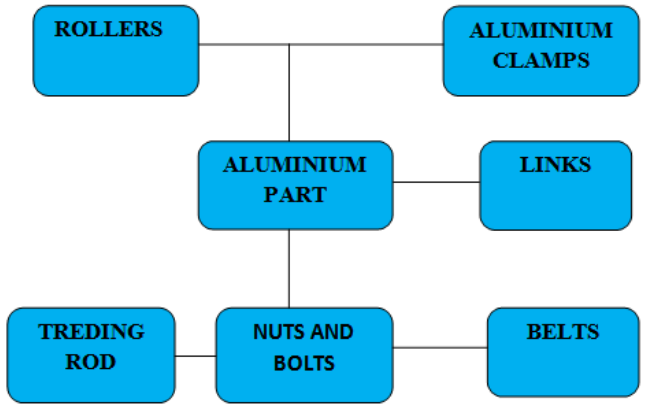 ROLLERS
ALUMINIUM
CLAMPS
ALUMINIUM
PART
LINKS
TREDING
ROD
NUTS AND
BOLTS
BELTS